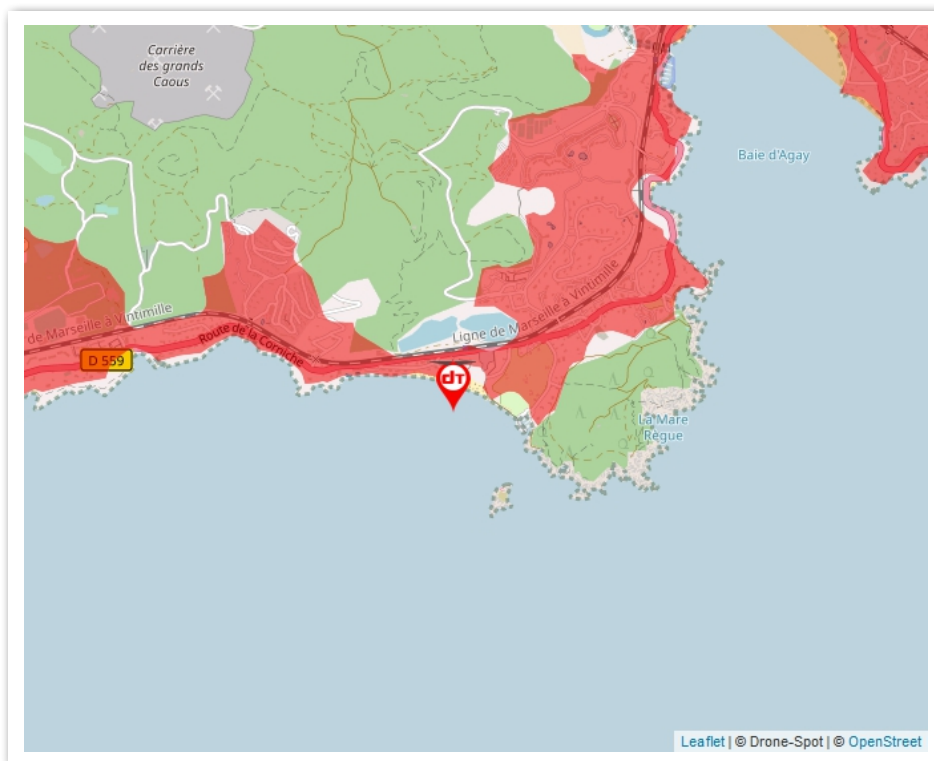 Carrière
des grands
Caous
Baie d'Agay
de Marseille à Vintimille
Route de la Corniche
Ligne de Marseille à Vintimille
D 559
dT
La Mare
Règue
Leaflet | © Drone-Spot | © OpenStreet